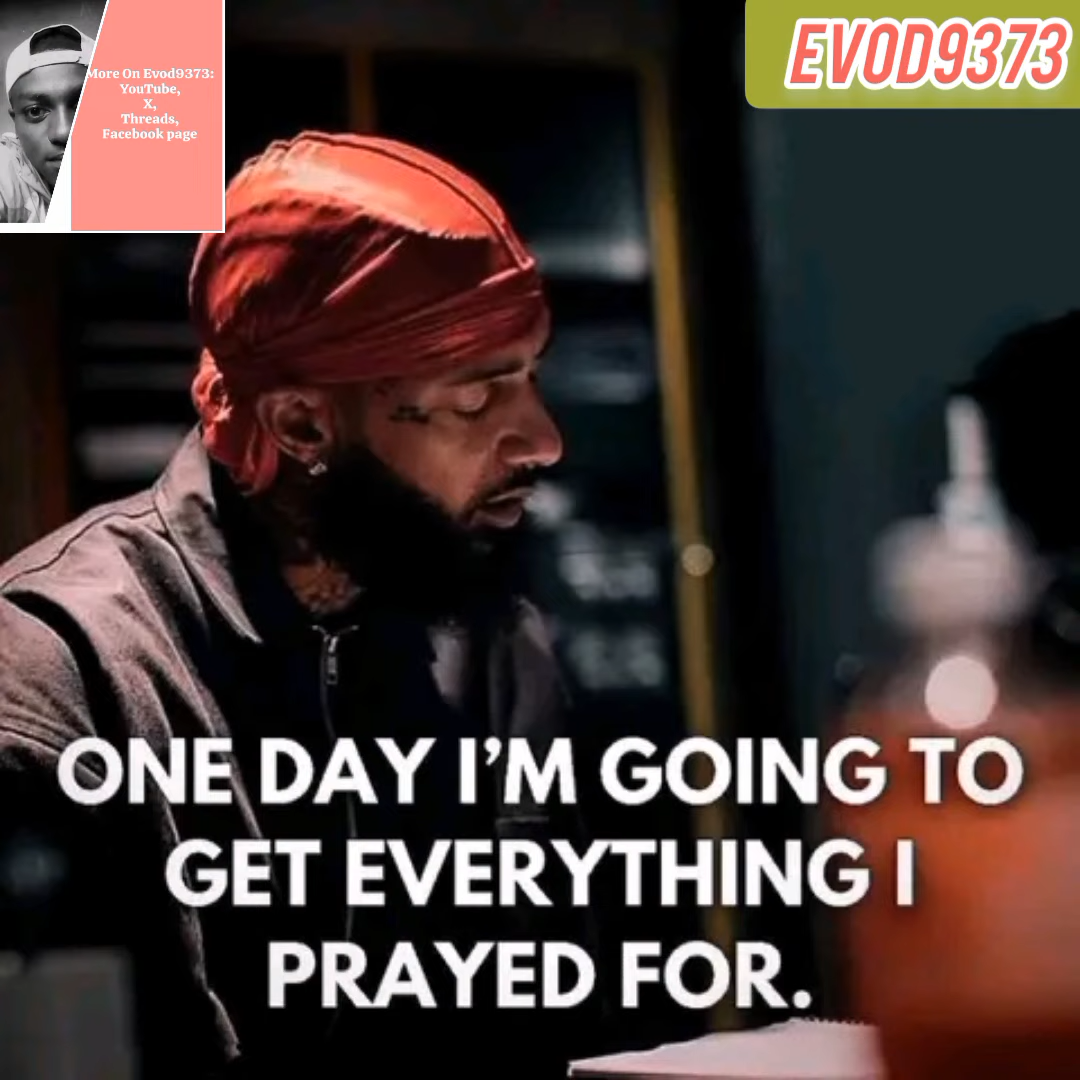 More On Evod9373:
YouTube,
X,
Threads,
Facebook page
EVOD9373
ONE DAY I'M GOING TO
GET EVERYTHING I
PRAYED FOR.